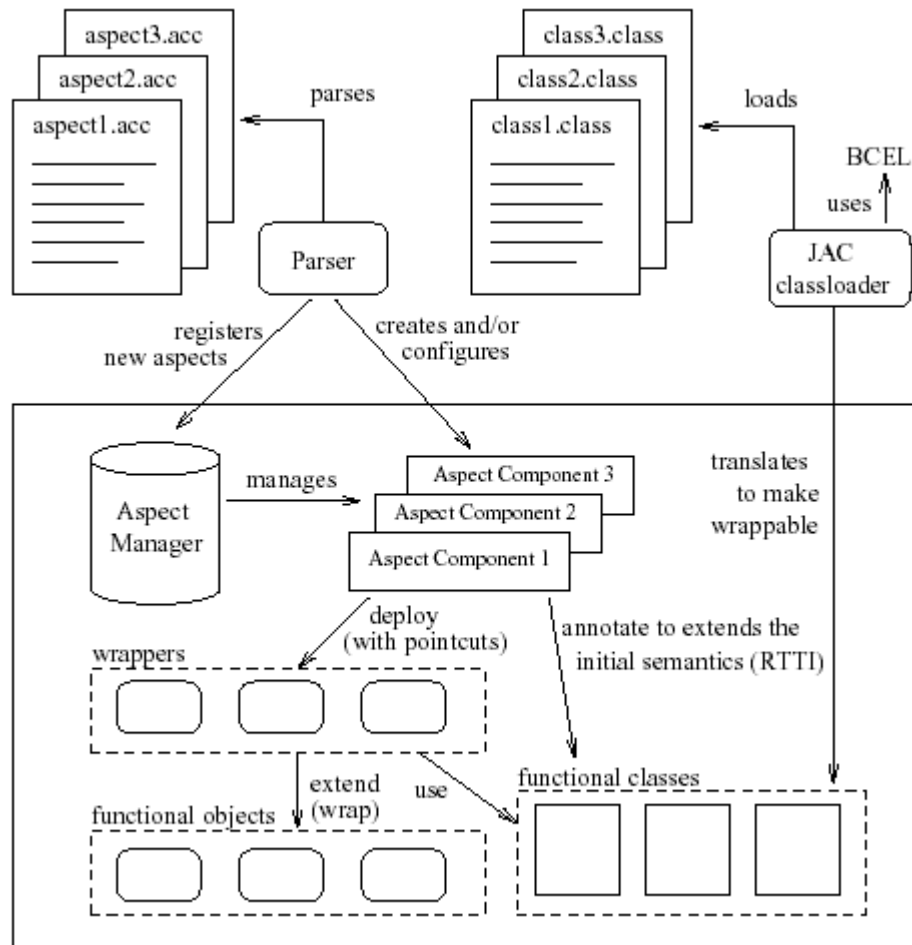 aspect3.acc
aspect2.acc
aspect1.acc
parses
class3.class
class2.class
class1.class
loads
BCEL
uses
Parser
JAC
classloader
registers
new aspects
creates and/or
configures
Aspect
Manager
manages
Aspect Component 3
Aspect Component 2
Aspect Component 1
translates
to make
wrappable
deploy
(with pointcuts)
annotate to extends the
initial semantics (RTTI)
wrappers
extend
(wrap)
use
functional classes
functional objects